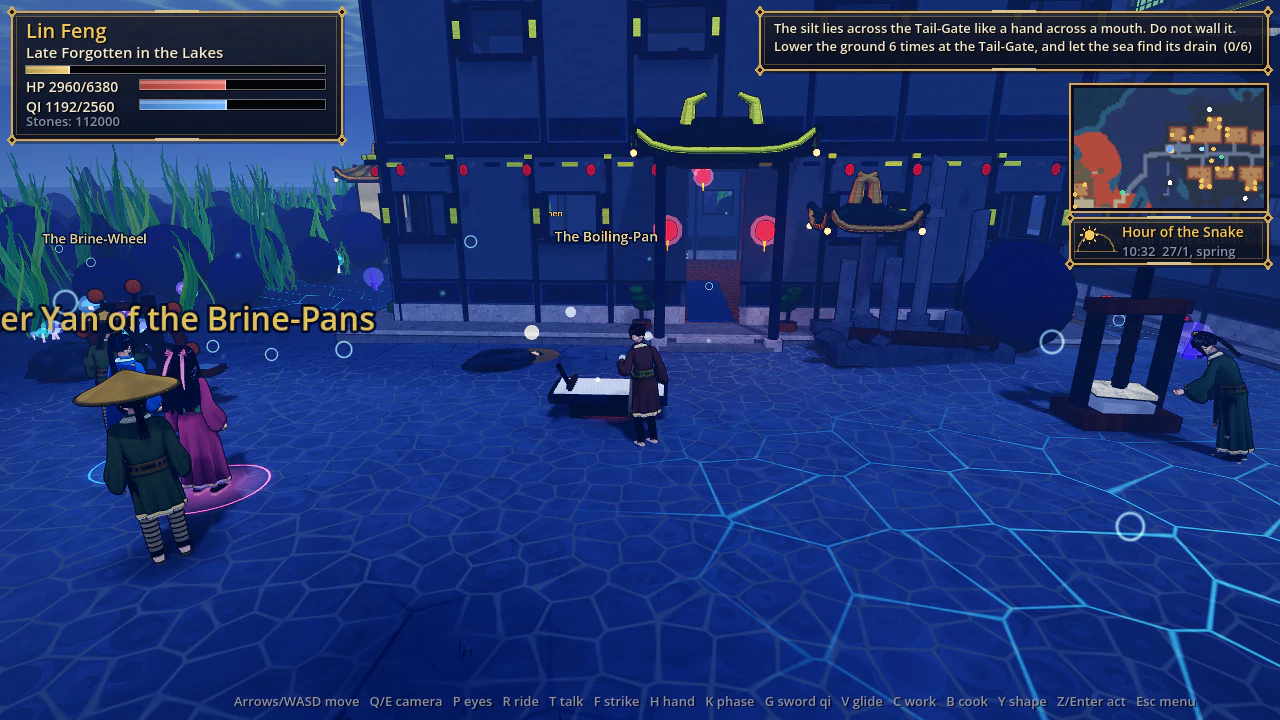 Lin Feng
Late Forgotten in the Lakes
HP 2960/6380
QI 1192/2560
Stones: 112000
The silt lies across the Tail-Gate like a hand across a mouth. Do not wall it.
Lower the ground 6 times at the Tail-Gate, and let the sea find its drain (0/6)
Hour of the Snake
10:32 27/1, spring
The Brine-Wheel
The Boiling-Pan
er Yan of the Brine-Pans
Arrows/WASD move Q/E camera P eyes R ride T talk F strike H hand K phase G sword qi V glide C work B cook Y shape Z/Enter act Esc menu